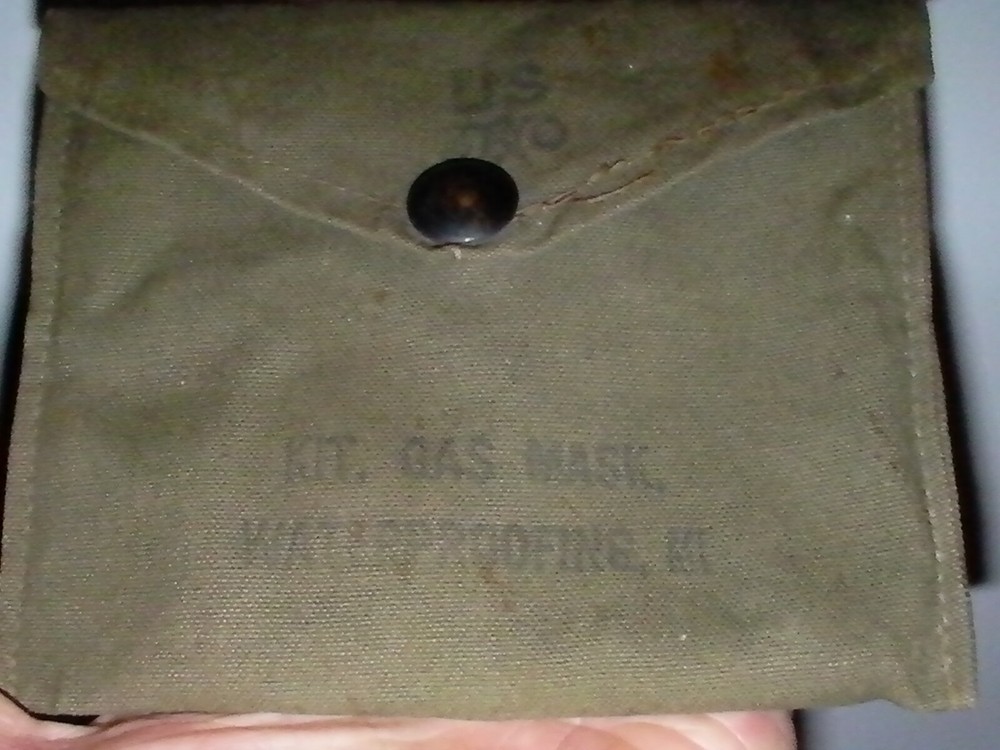 US
KIT, GAS MASK,
WATERPROOFING, M1